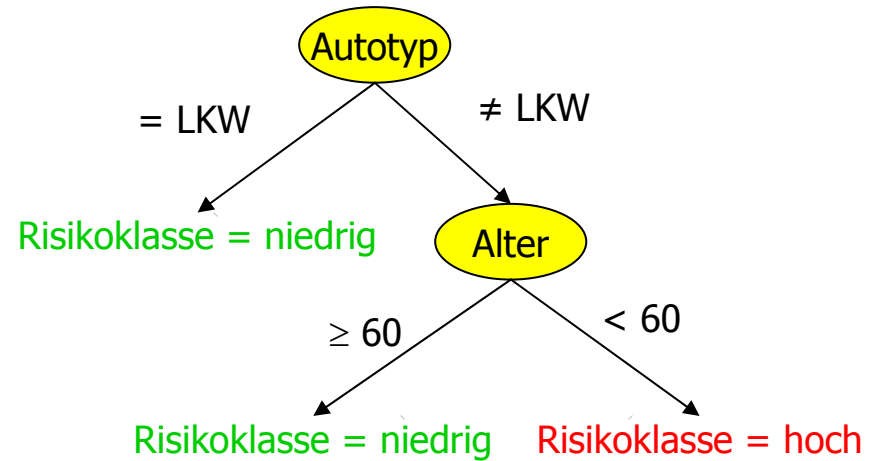 Autotyp
= LKW
≠ LKW
Risikoklasse = niedrig
Alter
≥ 60
< 60
Risikoklasse = niedrig
Risikoklasse = hoch